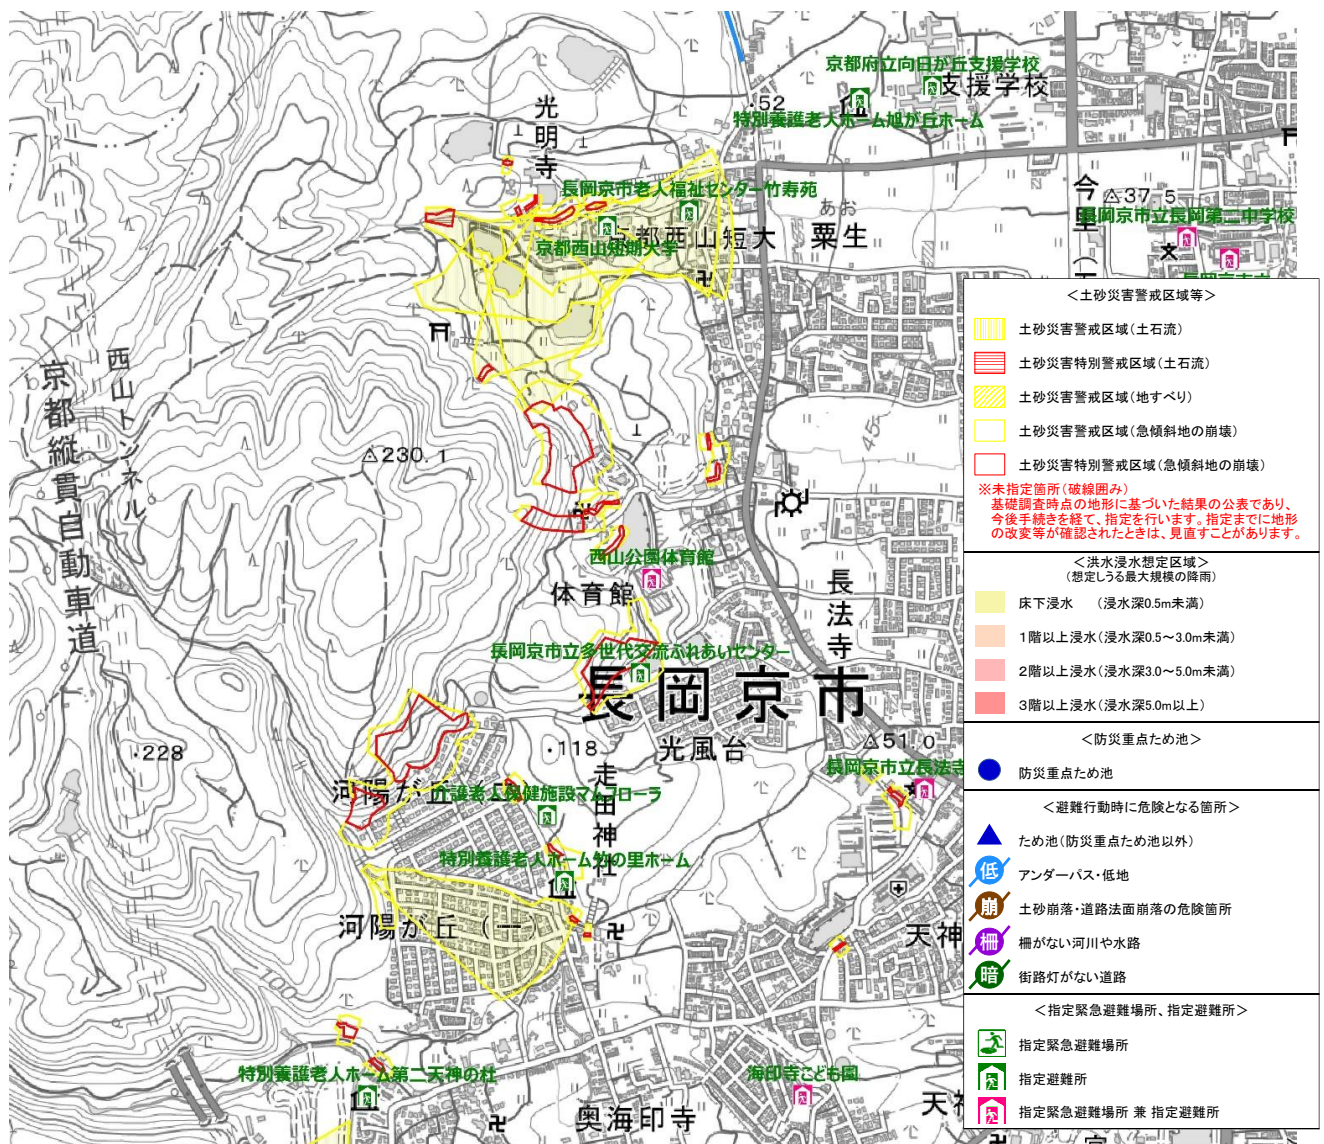 京都府立向日が丘支援学校
支援学校
・52
特別養護老人ホーム旭が丘ホーム
光明寺
長岡京市老人福祉センター竹寿苑
京都西山短期大学
京都西山短大
あお
粟生
今里
37.5
長岡京市立長岡第二中学校
西山トンネル
京都縦貫自動車道
230.1
45
西山公園体育館
体育館
長法寺
長岡京市立多世代交流ふれあいセンター
長岡京市
光風台
・228
・118
51.0
長岡京市立長法寺
河陽が丘
介護老人保健施設マムフローラ
走田神社
特別養護老人ホーム竹の里ホーム
河陽が丘(一)
天神
特別養護老人ホーム第二天神の杜
海印寺こども園
奥海印寺
天神
<土砂災害警戒区域等>
土砂災害警戒区域(土石流)
土砂災害特別警戒区域(土石流)
土砂災害警戒区域(地すべり)
土砂災害警戒区域(急傾斜地の崩壊)
土砂災害特別警戒区域(急傾斜地の崩壊)
※未指定箇所(破線囲み)
基礎調査時点の地形に基づいた結果の公表であり、
今後手続きを経て、指定を行います。指定までに地形
の改変等が確認されたときは、見直すことがあります。
<洪水浸水想定区域>
(想定しうる最大規模の降雨)
床下浸水 (浸水深0.5m未満)
1階以上浸水(浸水深0.5~3.0m未満)
2階以上浸水(浸水深3.0~5.0m未満)
3階以上浸水(浸水深5.0m以上)
<防災重点ため池>
防災重点ため池
<避難行動時に危険となる箇所>
ため池(防災重点ため池以外)
低 アンダーパス・低地
崩 土砂崩落・道路法面崩落の危険箇所
柵 柵がない河川や水路
暗 街路灯がない道路
<指定緊急避難場所、指定避難所>
指定緊急避難場所
指定避難所
指定緊急避難場所 兼 指定避難所